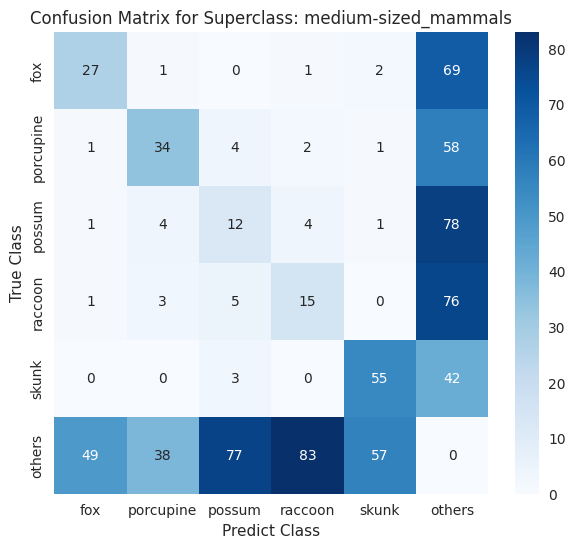 Confusion Matrix for Superclass: medium-sized_mammals
True Class
fox 27 1 0 1 2 69
porcupine 1 34 4 2 1 58
possum 1 4 12 4 1 78
raccoon 1 3 5 15 0 76
skunk 0 0 3 0 55 42
others 49 38 77 83 57 0
fox porcupine possum raccoon skunk others
Predict Class
80
70
60
50
40
30
20
10
0